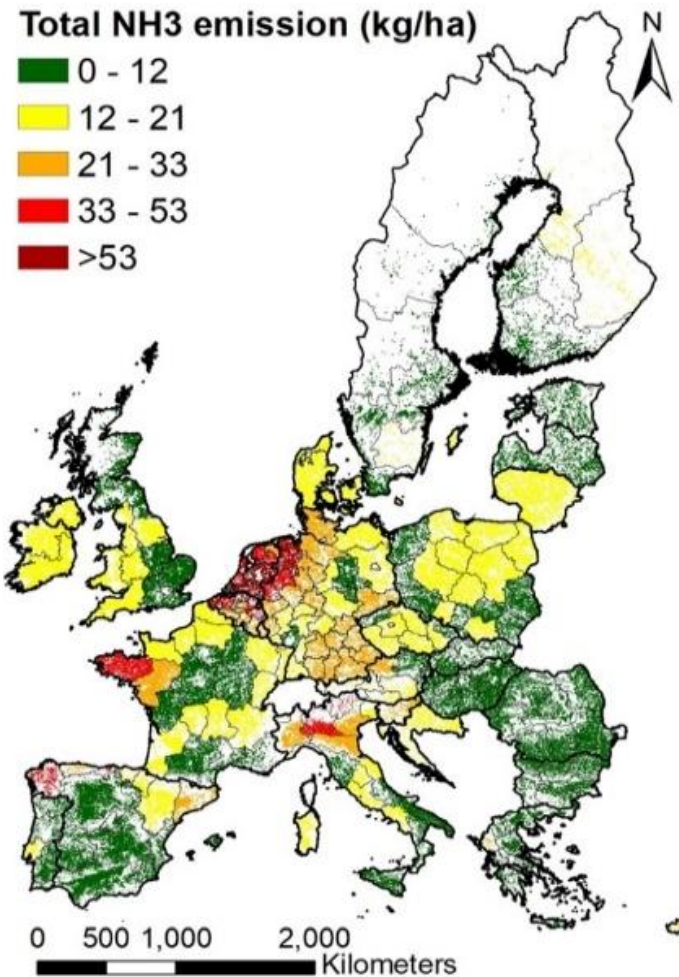 Total NH3 emission (kg/ha)
N
0 - 12
12 - 21
21 - 33
33 - 53
>53
0 500 1,000 2,000
Kilometers